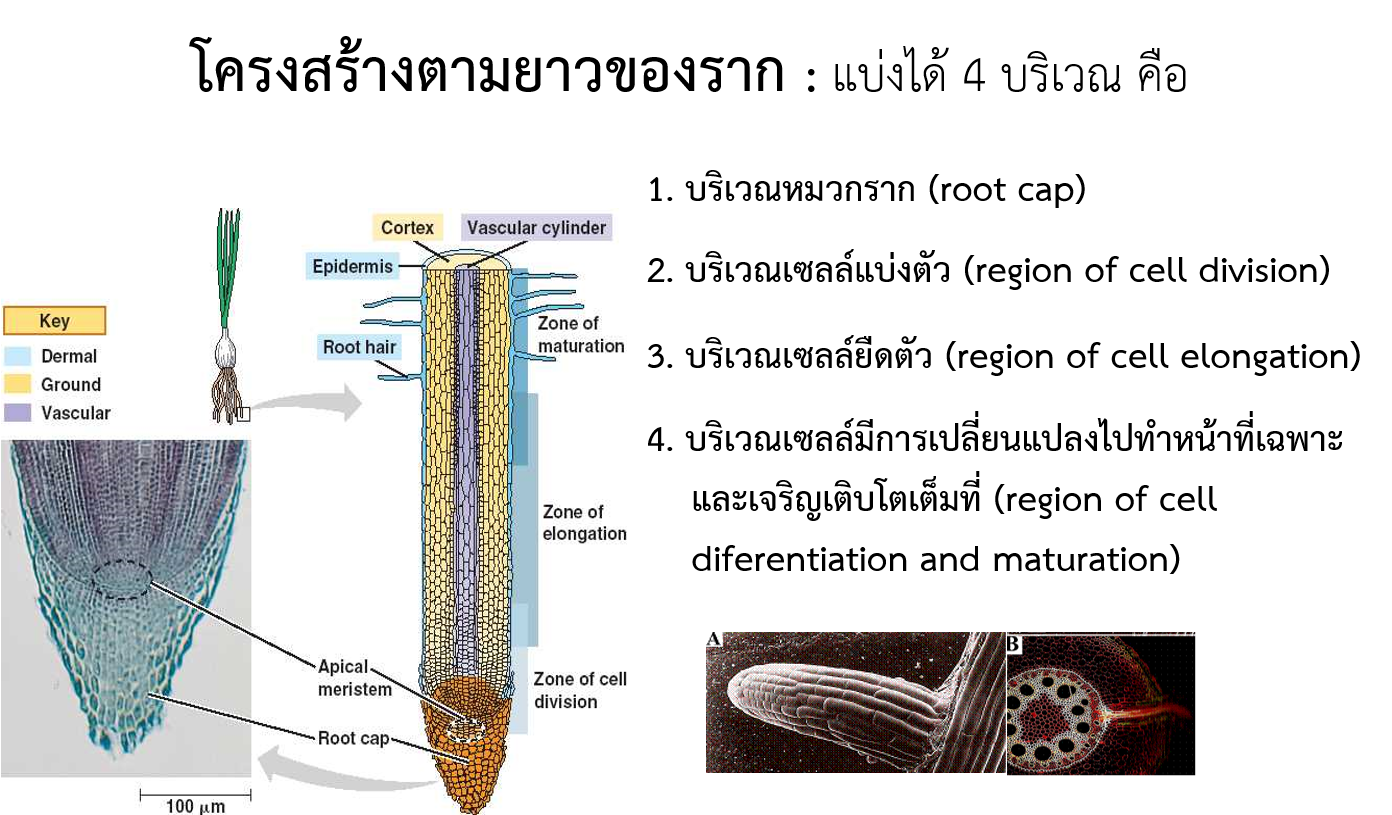 โครงสร้างตามยาวของราก : แบ่งได้ 4 บริเวณ คือ
1. บริเวณหมวกราก (root cap)
2. บริเวณเซลล์แบ่งตัว (region of cell division)
3. บริเวณเซลล์ยืดตัว (region of cell elongation)
4. บริเวณเซลล์มีการเปลี่ยนแปลงไปทำหน้าที่เฉพาะ
และเจริญเติบโตเต็มที่ (region of cell
diferentiation and maturation)
Cortex
Vascular cylinder
Epidermis
Key
Dermal
Ground
Vascular
Root hair
Zone of
maturation
Zone of
elongation
Zone of cell
division
Apical
meristem
Root cap
100 μm
A
B